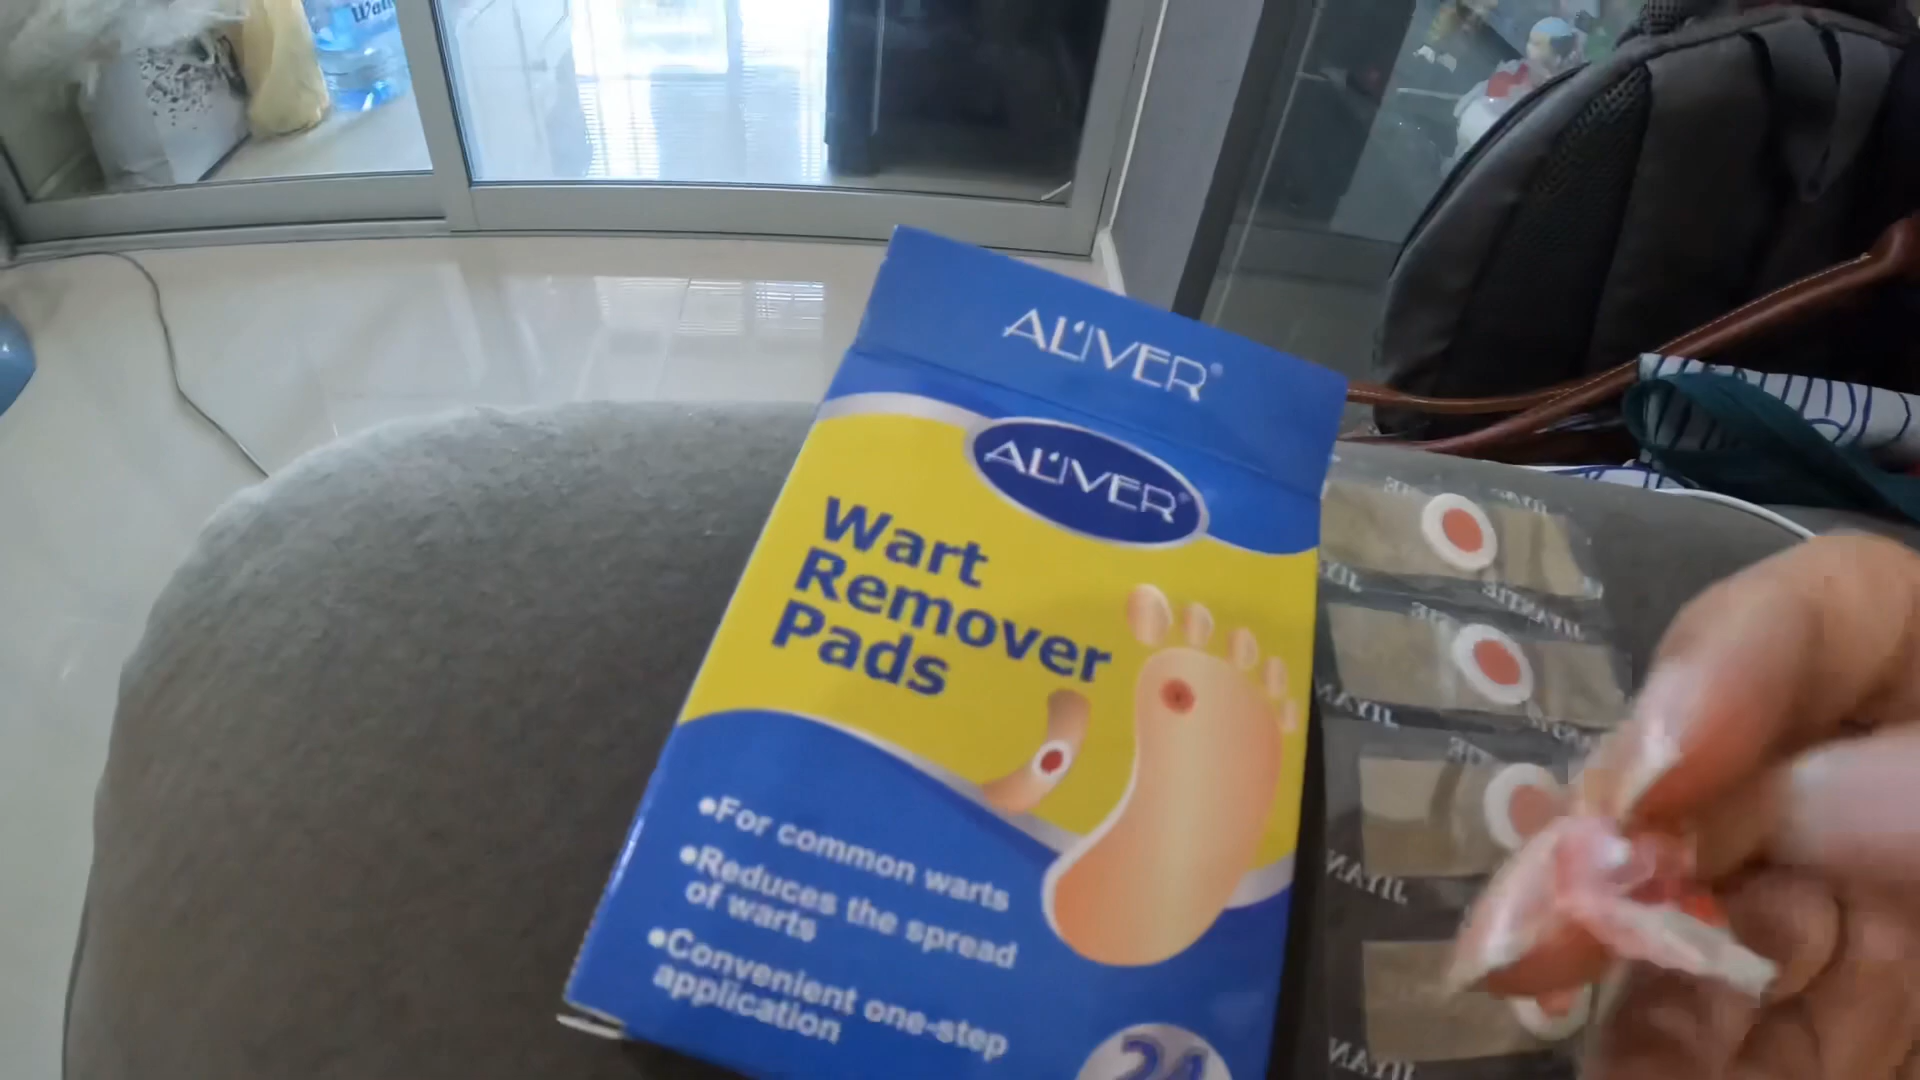 ALIVER®
ALIVER®
Wart
Remover
Pads
•For common warts
•Reduces the spread
of warts
•Convenient one-step
application
24